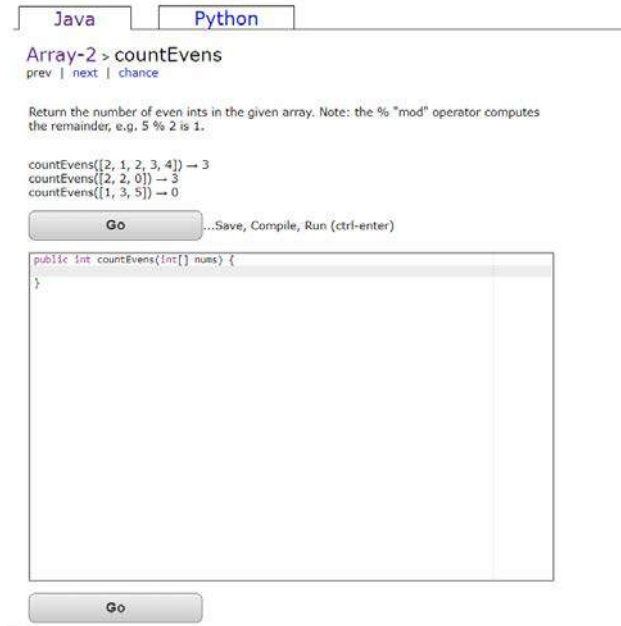 Java Python
Array-2 > countEvens
prev | next | chance
Return the number of even ints in the given array. Note: the % "mod" operator computes
the remainder, e.g. 5 % 2 is 1.
countEvens([2, 1, 2, 3, 4]) → 3
countEvens([2, 2, 0]) → 3
countEvens([1, 3, 5]) → 0
Go ...Save, Compile, Run (ctrl-enter)
public int countEvens(int[] nums) {
}
Go